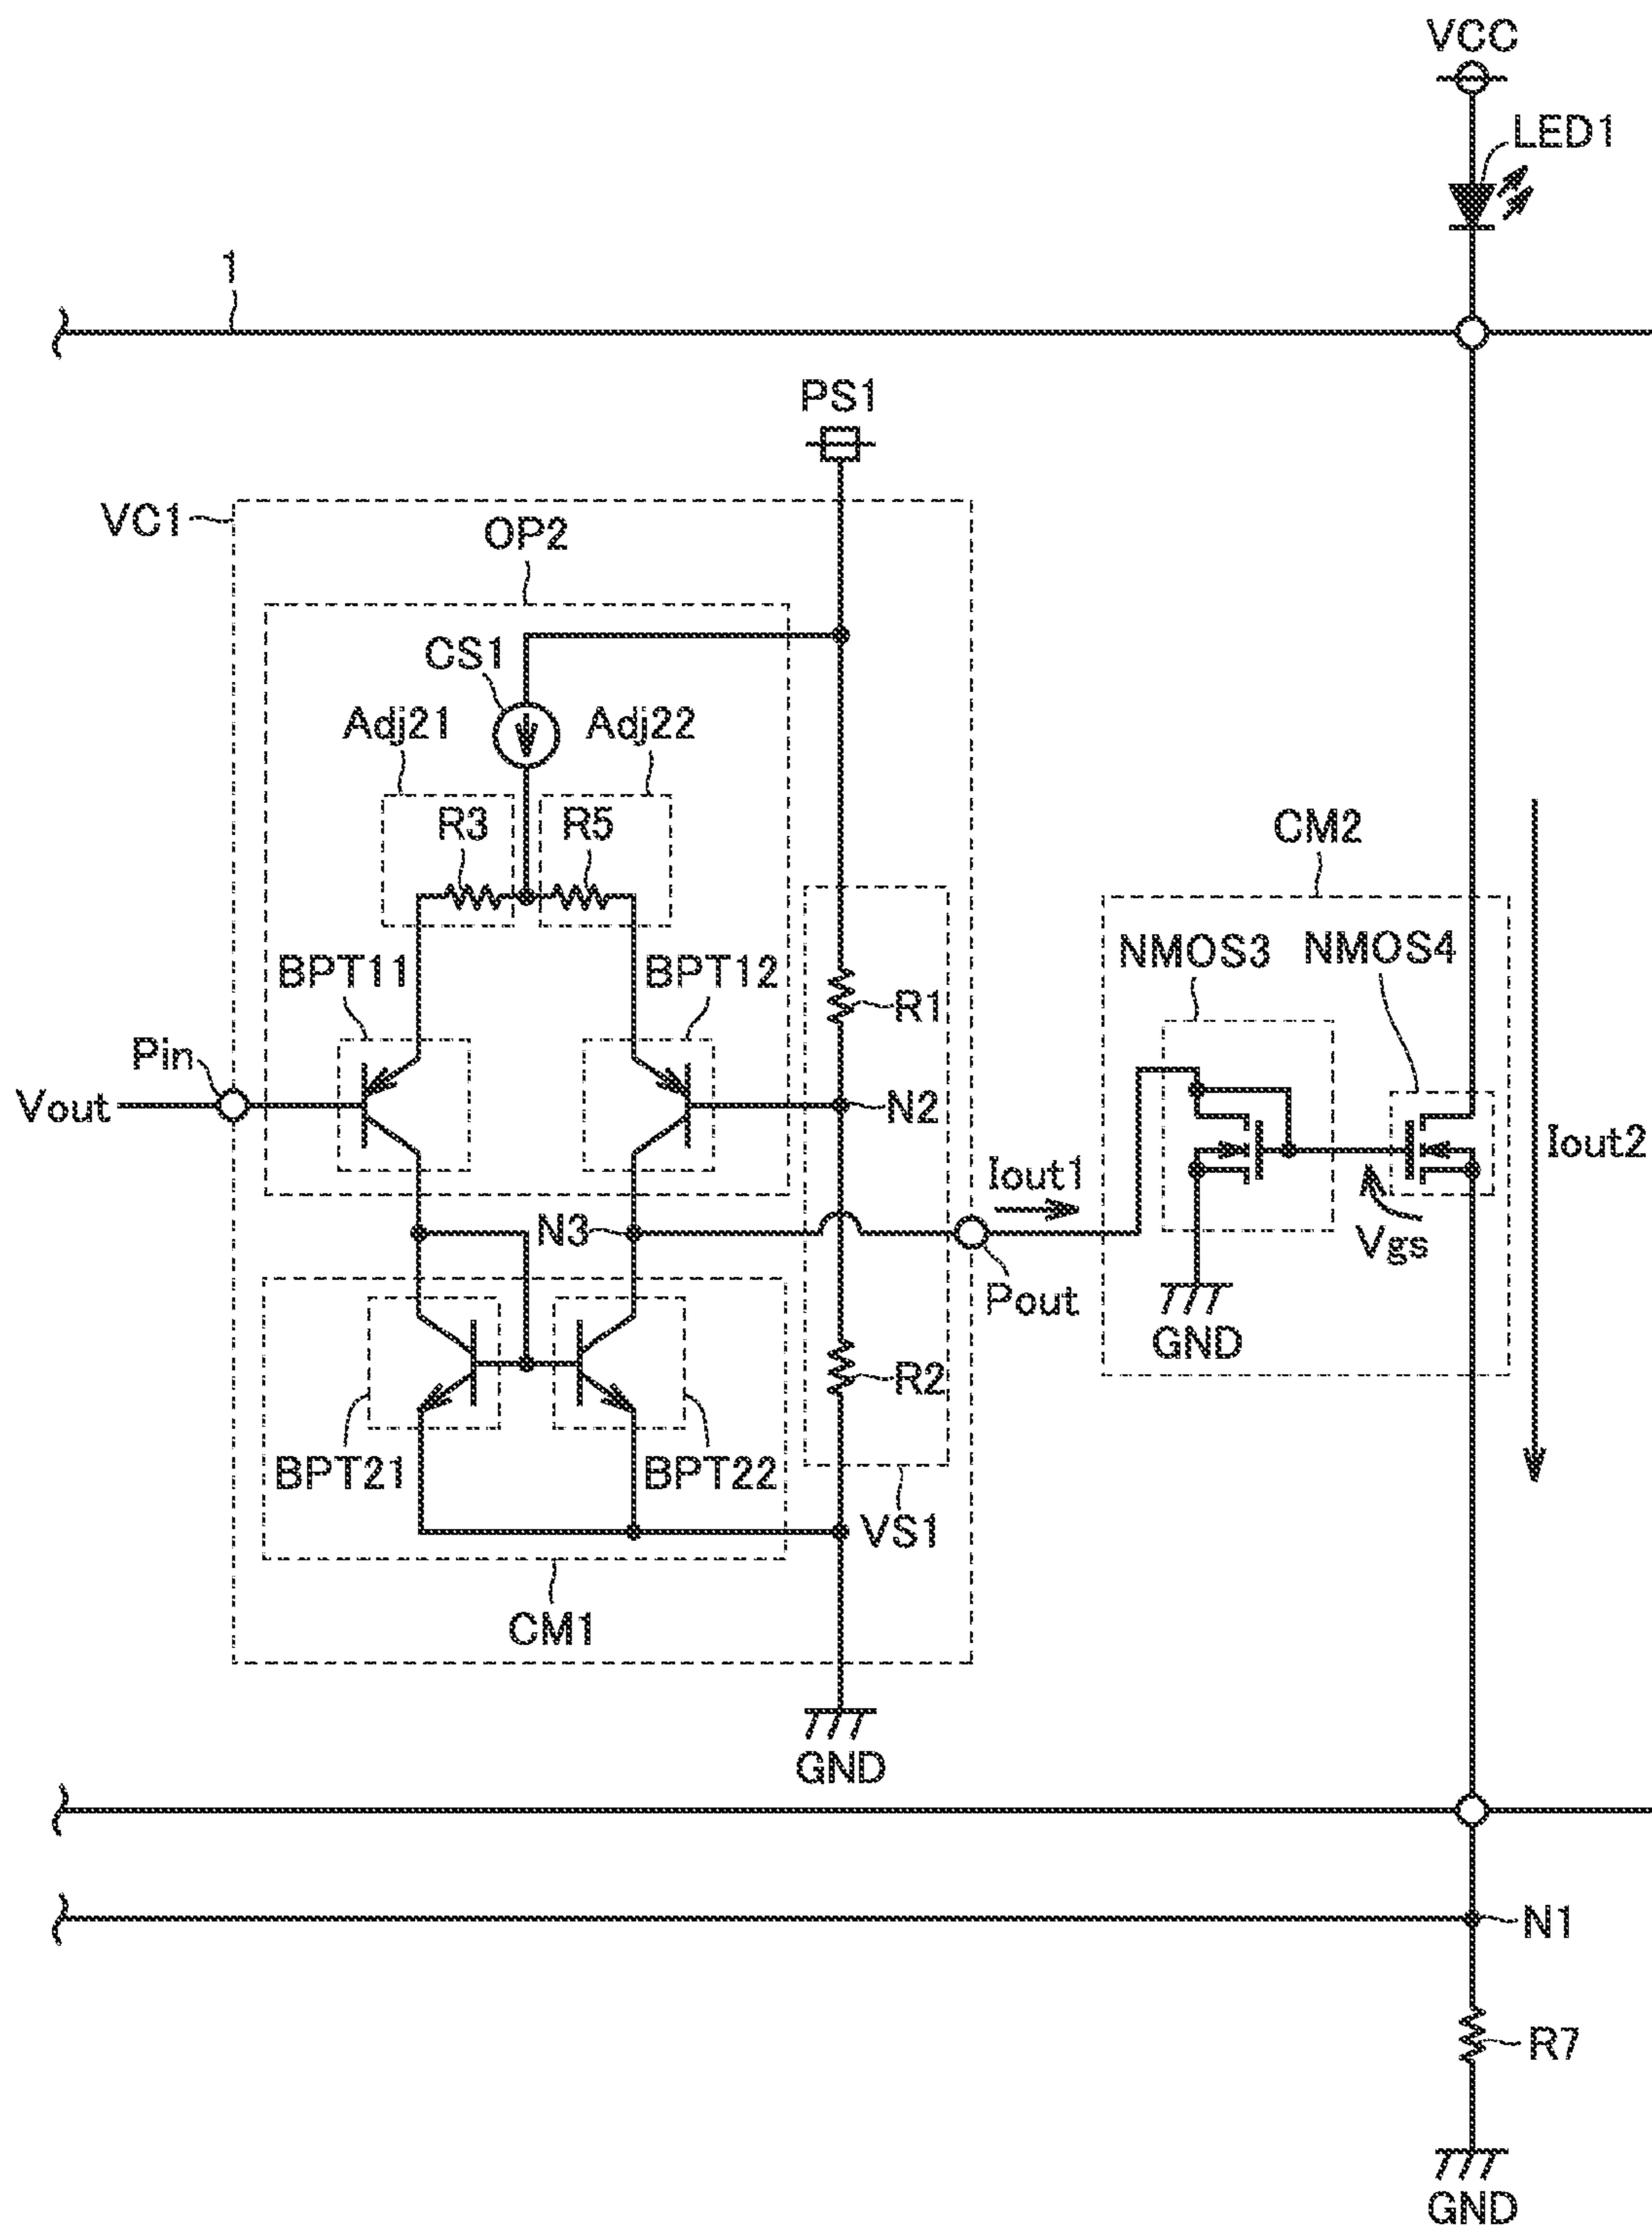 VCC
LED1
1
PS1
VC1
OP2
CS1
Adj21
Adj22
R3
R5
CM2
NMOS3
NMOS4
BPT11
BPT12
R1
Pin
Vout
N2
Iout2
Iout1
N3
Vgs
Pout
GND
R2
BPT21
BPT22
VS1
CM1
GND
N1
R7
GND